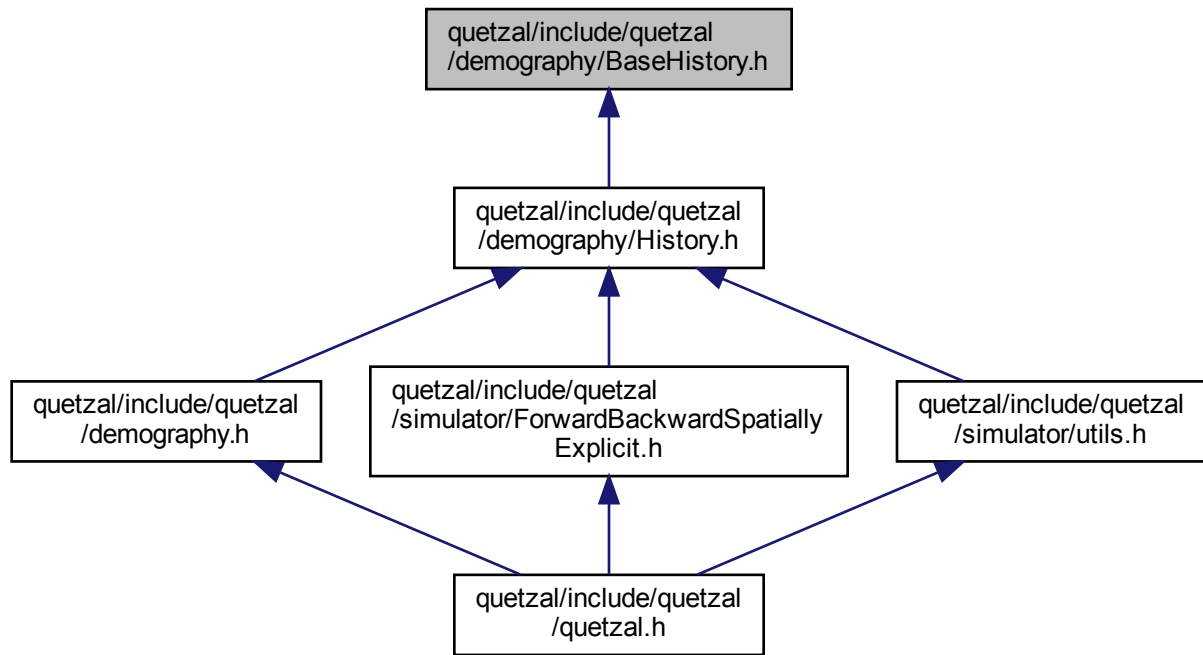 quetzal/include/quetzal
/demography/BaseHistory.h
quetzal/include/quetzal
/demography/History.h
quetzal/include/quetzal
/demography.h
quetzal/include/quetzal
/simulator/ForwardBackwardSpatially
Explicit.h
quetzal/include/quetzal
/simulator/utils.h
quetzal/include/quetzal
/quetzal.h